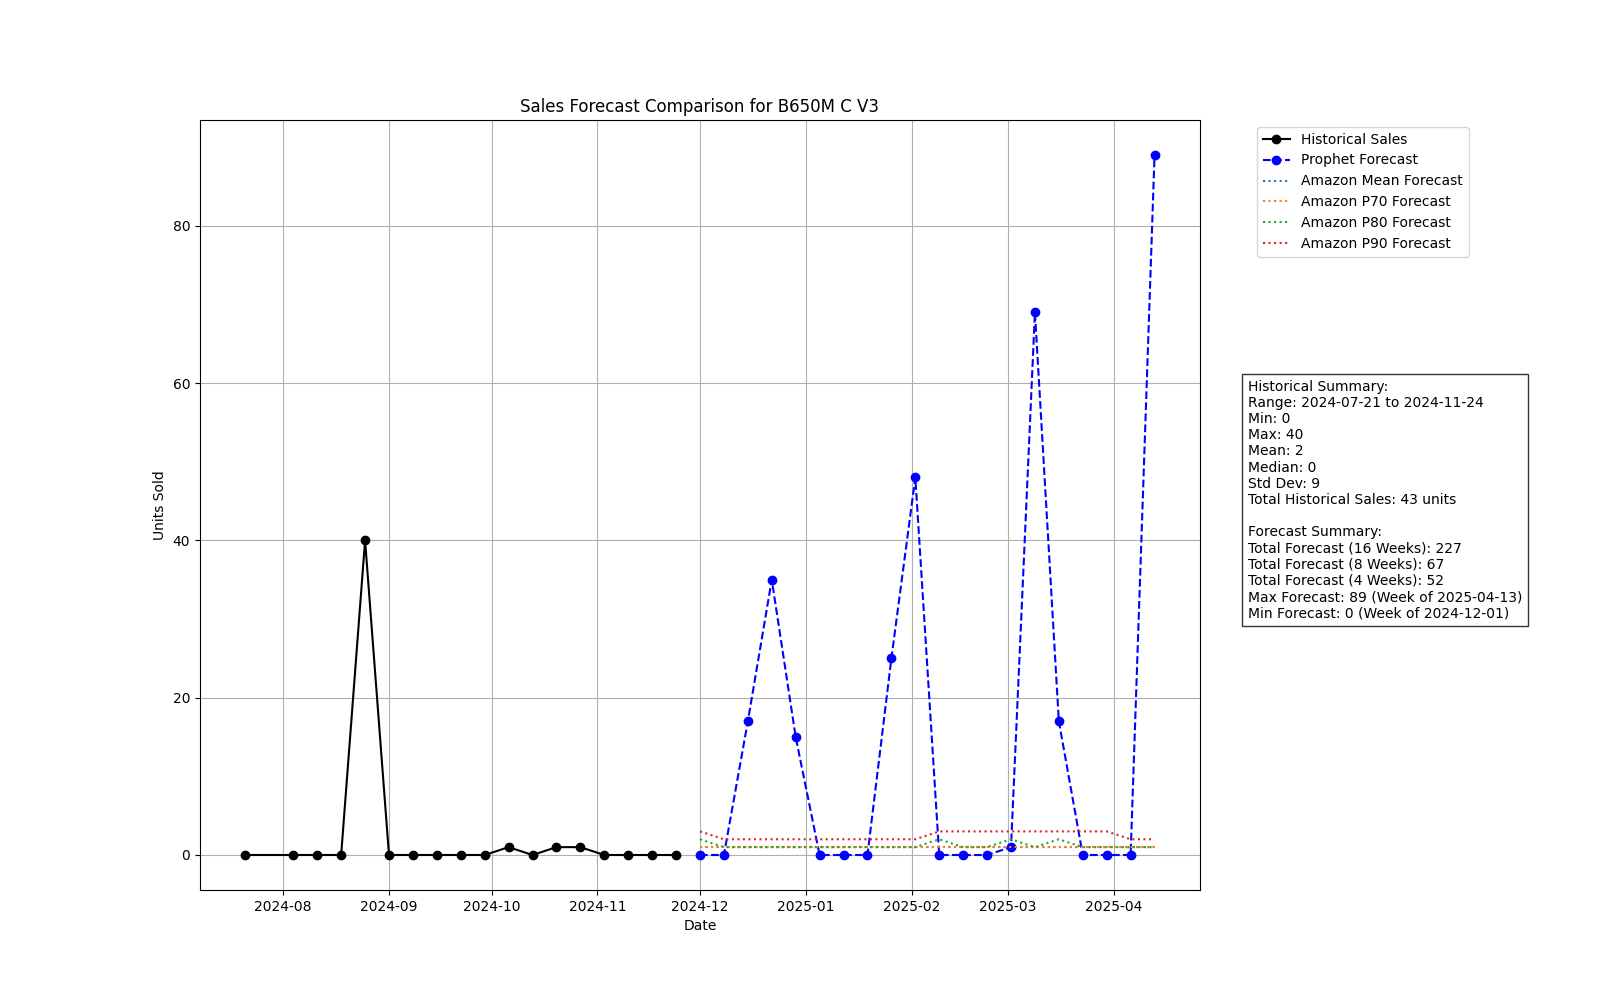 Sales Forecast Comparison for B650M C V3
Units Sold
80
60
40
20
0
2024-08
2024-09
2024-10
2024-11
2024-12
2025-01
2025-02
2025-03
2025-04
Date
Historical Sales
Prophet Forecast
Amazon Mean Forecast
Amazon P70 Forecast
Amazon P80 Forecast
Amazon P90 Forecast
Historical Summary:
Range: 2024-07-21 to 2024-11-24
Min: 0
Max: 40
Mean: 2
Median: 0
Std Dev: 9
Total Historical Sales: 43 units
Forecast Summary:
Total Forecast (16 Weeks): 227
Total Forecast (8 Weeks): 67
Total Forecast (4 Weeks): 52
Max Forecast: 89 (Week of 2025-04-13)
Min Forecast: 0 (Week of 2024-12-01)